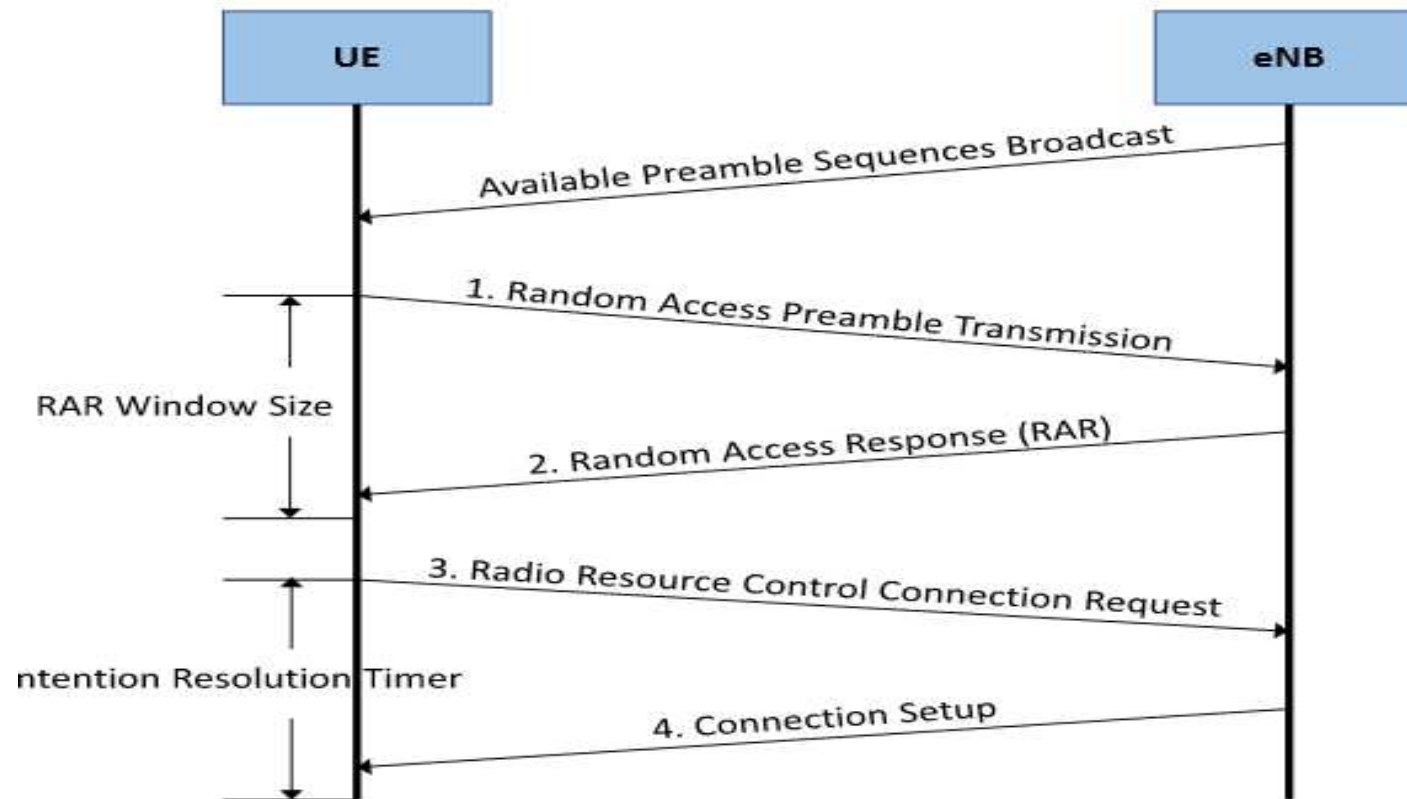 UE
eNB
Available Preamble Sequences Broadcast
1. Random Access Preamble Transmission
RAR Window Size
2. Random Access Response (RAR)
3. Radio Resource Control Connection Request
ntention Resolution Timer
4. Connection Setup